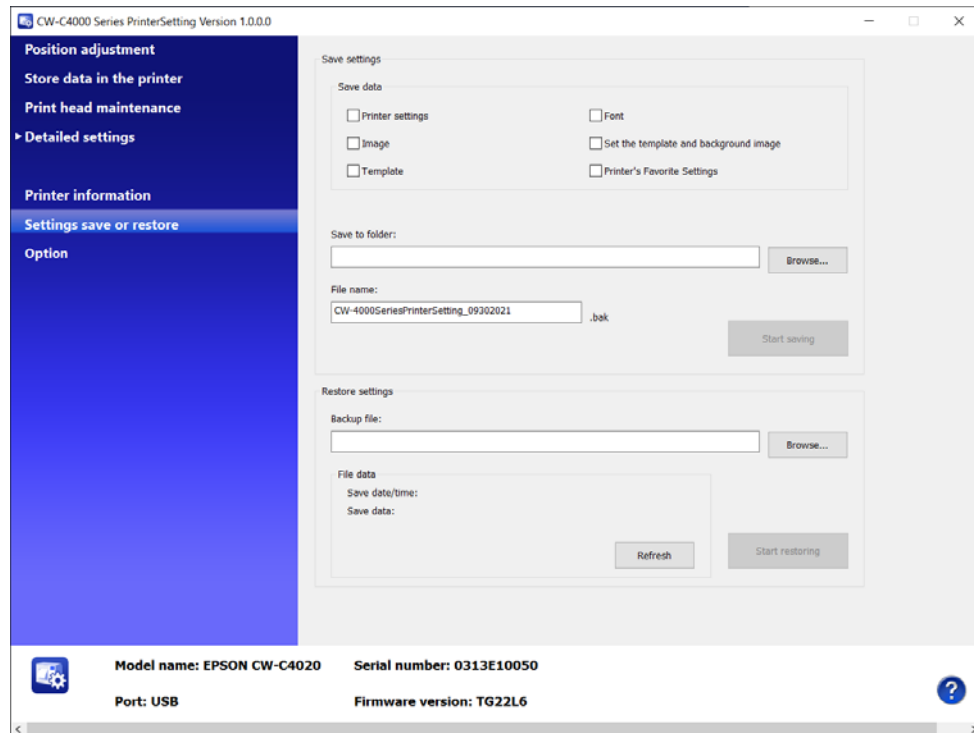 CW-C4000 Series PrinterSetting Version 1.0.0.0
Position adjustment
Store data in the printer
Print head maintenance
Detailed settings
Printer information
Settings save or restore
Option
Save settings
Save data
Printer settings
Font
Image
Set the template and background image
Template
Printer's Favorite Settings
Save to folder:
Browse...
File name:
CW-4000SeriesPrinterSetting_09302021
.bak
Start saving
Restore settings
Backup file:
Browse...
File data
Save date/time:
Save data:
Refresh
Start restoring
Model name: EPSON CW-C4020
Serial number: 0313E10050
Port: USB
Firmware version: TG22L6
?